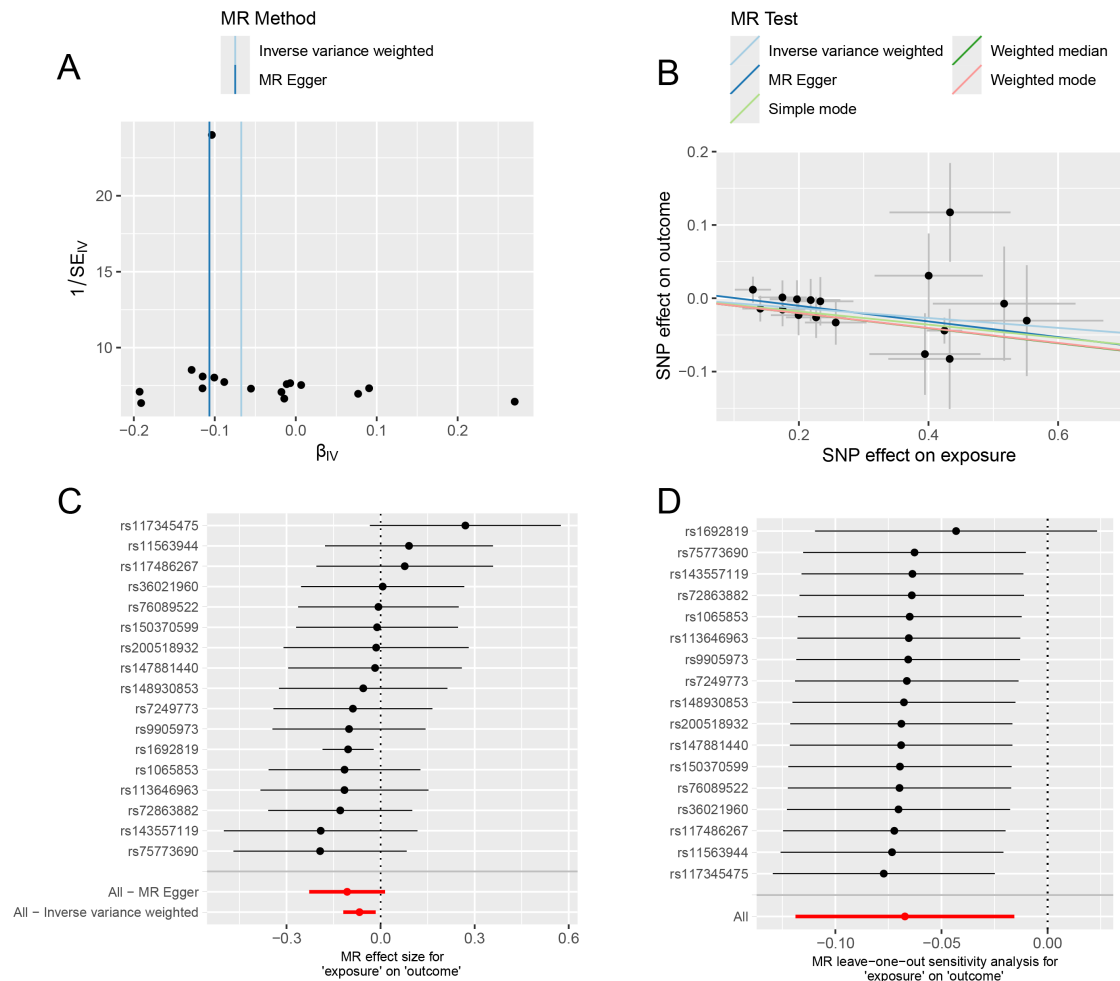 MR Method
Inverse variance weighted
MR Egger
A
20
15
10
1/SEIV
−0.2
−0.1
0.0
0.1
0.2
βIV
MR Test
Inverse variance weighted
Weighted median
MR Egger
Weighted mode
Simple mode
B
0.2
0.1
0.0
−0.1
SNP effect on outcome
0.2
0.4
0.6
SNP effect on exposure
C
rs117345475
rs11563944
rs117486267
rs36021960
rs76089522
rs150370599
rs200518932
rs147881440
rs148930853
rs7249773
rs9905973
rs1692819
rs1065853
rs113646963
rs72863882
rs143557119
rs75773690
All − MR Egger
All − Inverse variance weighted
−0.3
0.0
0.3
0.6
MR effect size for
'exposure' on 'outcome'
D
rs1692819
rs75773690
rs143557119
rs72863882
rs1065853
rs113646963
rs9905973
rs7249773
rs148930853
rs200518932
rs147881440
rs150370599
rs76089522
rs36021960
rs117486267
rs11563944
rs117345475
All
−0.10
−0.05
0.00
MR leave−one−out sensitivity analysis for
'exposure' on 'outcome'